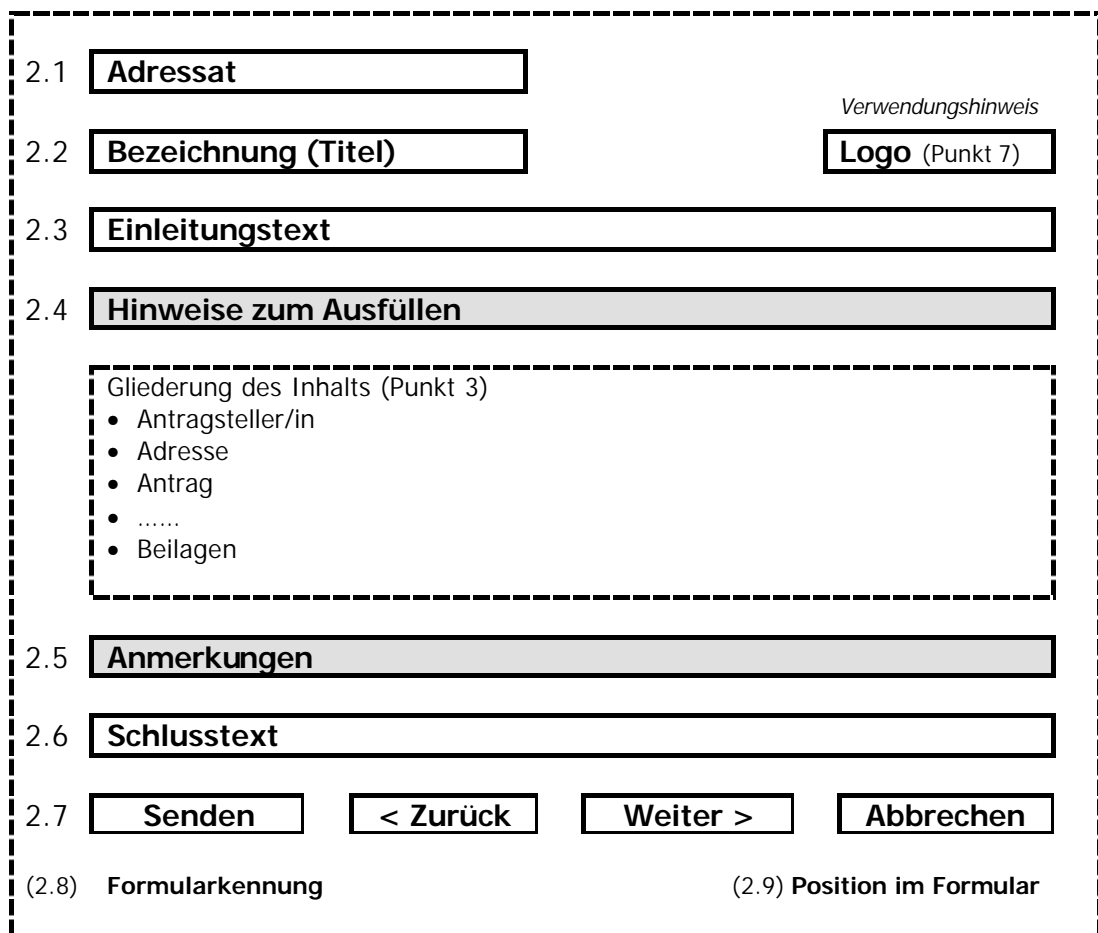 2.1 Adressat
Verwendungshinweis
2.2 Bezeichnung (Titel) Logo (Punkt 7)
2.3 Einleitungstext
2.4 Hinweise zum Ausfüllen
Gliederung des Inhalts (Punkt 3)
• Antragsteller/in
• Adresse
• Antrag
• ......
• Beilagen
2.5 Anmerkungen
2.6 Schlusstext
2.7 Senden < Zurück Weiter > Abbrechen
(2.8) Formularkennung (2.9) Position im Formular